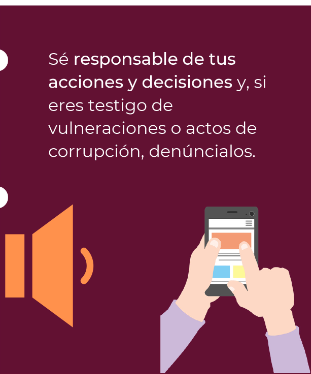 Sé responsable de tus
acciones y decisiones y, si
eres testigo de
vulneraciones o actos de
corrupción, denúncialos.